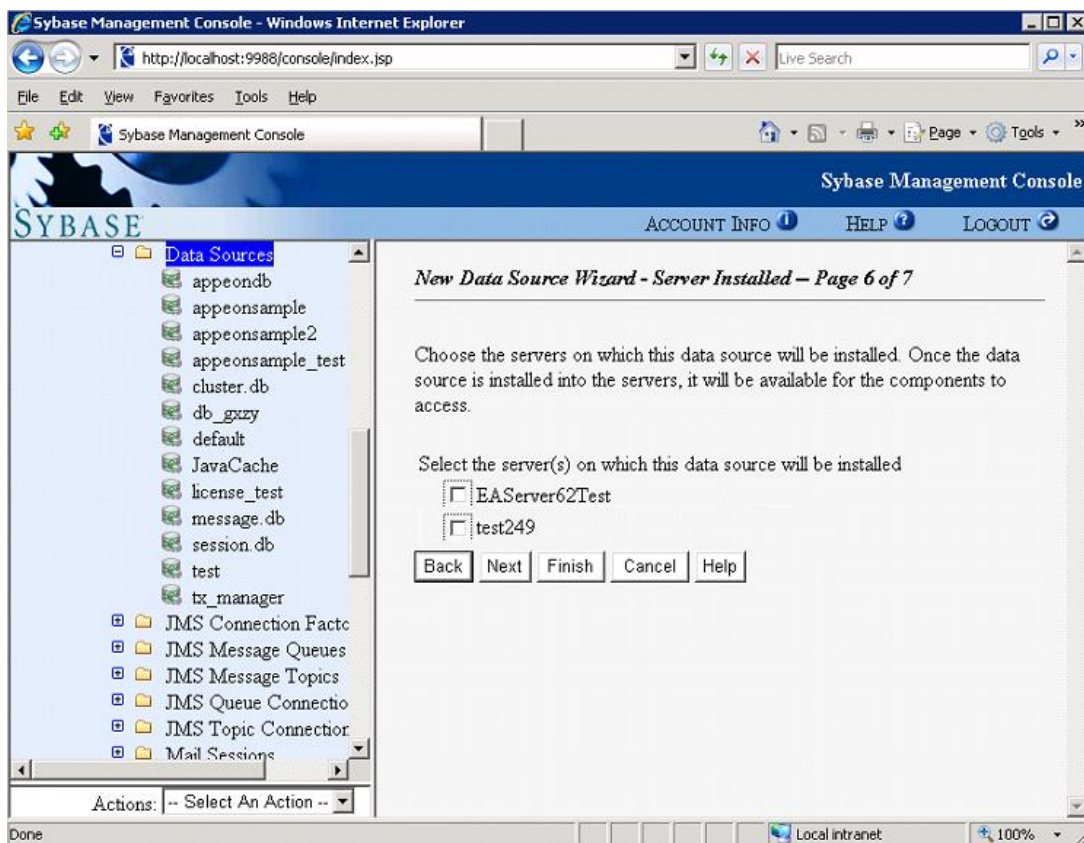 Sybase Management Console - Windows Internet Explorer
http://localhost:9988/console/index.jsp
Live Search
File Edit View Favorites Tools Help
Sybase Management Console
Page Tools
Sybase Management Console
SYBASE
ACCOUNT INFO HELP LOGOUT
Data Sources
appeondb
appeonsample
appeonsample2
appeonsample_test
cluster.db
db_gxzy
default
JavaCache
license_test
message.db
session.db
test
tx_manager
JMS Connection Facto
JMS Message Queues
JMS Message Topics
JMS Queue Connectio
JMS Topic Connection
Mail Sessions
Actions: -- Select An Action --
New Data Source Wizard - Server Installed -- Page 6 of 7
Choose the servers on which this data source will be installed. Once the data
source is installed into the servers, it will be available for the components to
access.
Select the server(s) on which this data source will be installed
EAServer62Test
test249
Back Next Finish Cancel Help
Done
Local intranet
100%